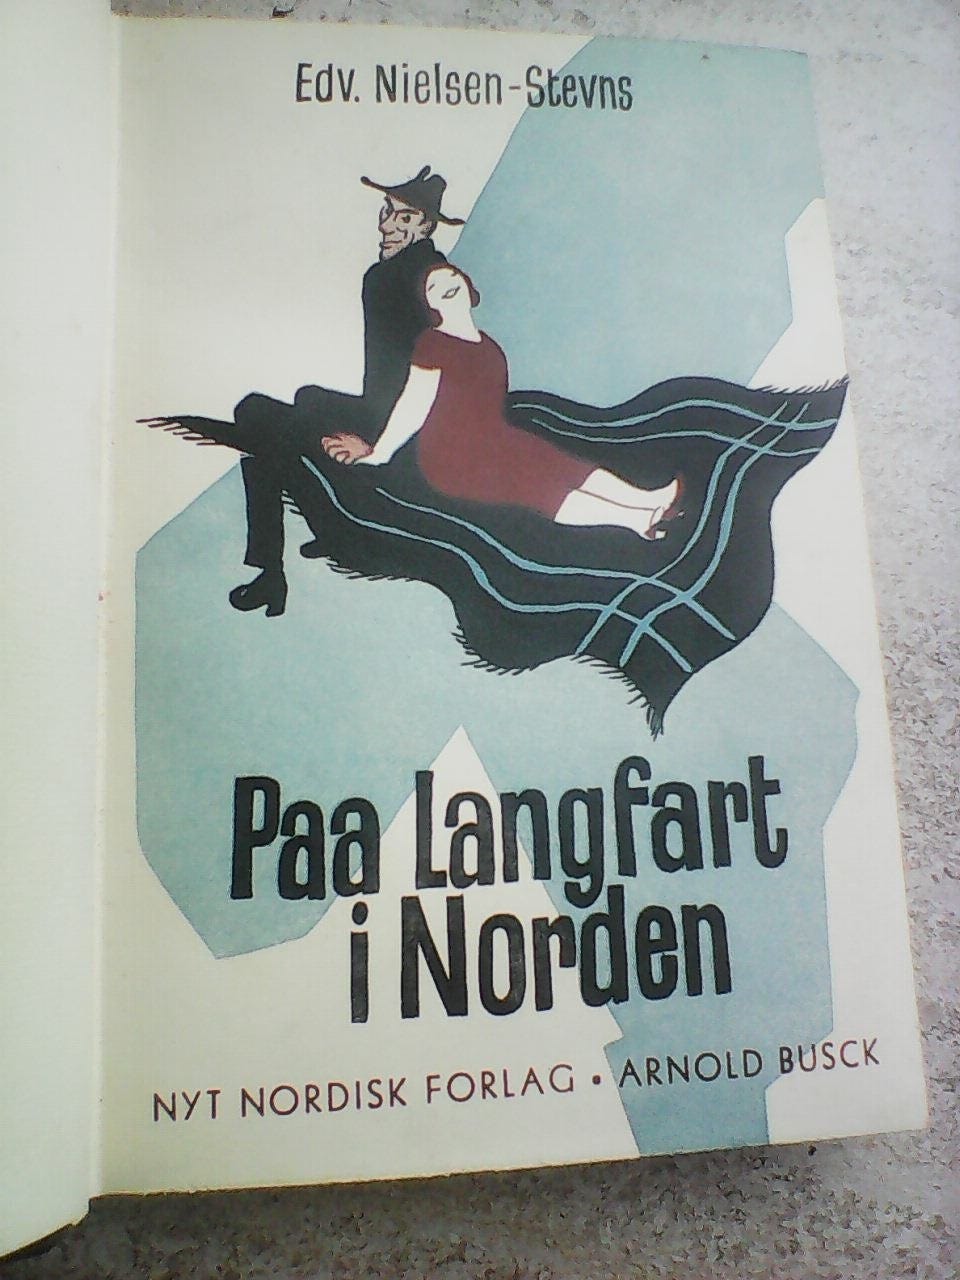 Edv. Nielsen-Stevns
Paa Langfart
i Norden
NYT NORDISK FORLAG • ARNOLD BUSCK